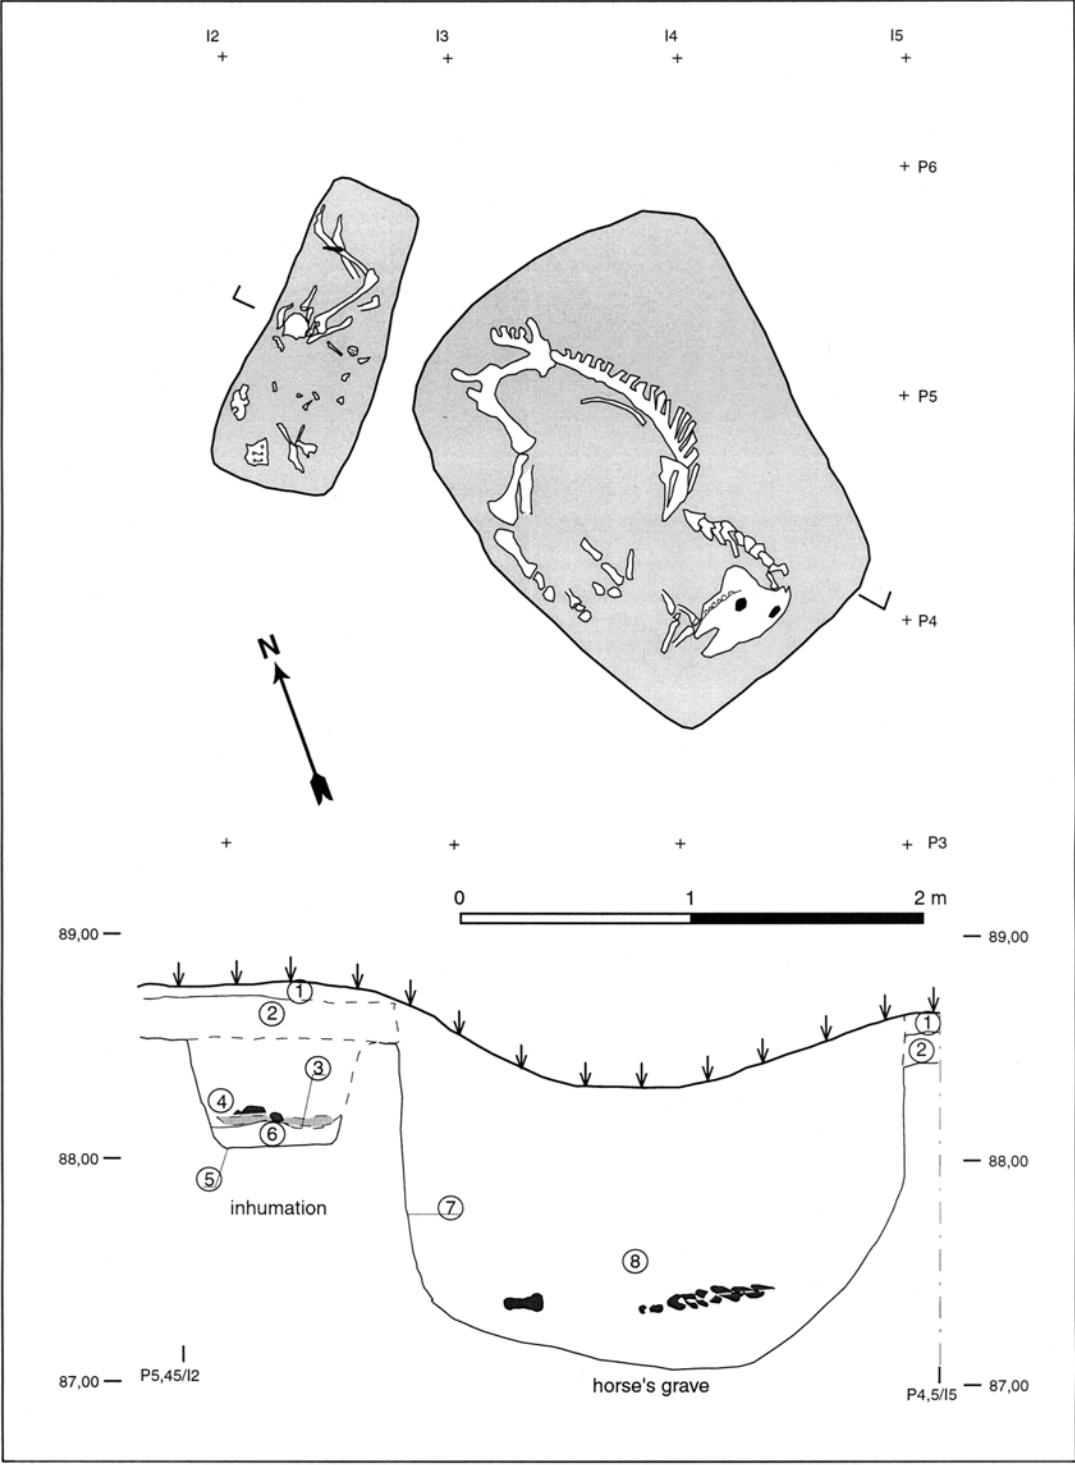 I2 I3 I4 I5
P6
P5
P4
N
P3
0 1 2 m
89,00 89,00
1
2 1
2
3
4
6
88,00 88,00
5
inhumation
7
8
P5,45/I2
87,00 horse's grave P4,5/I5 87,00